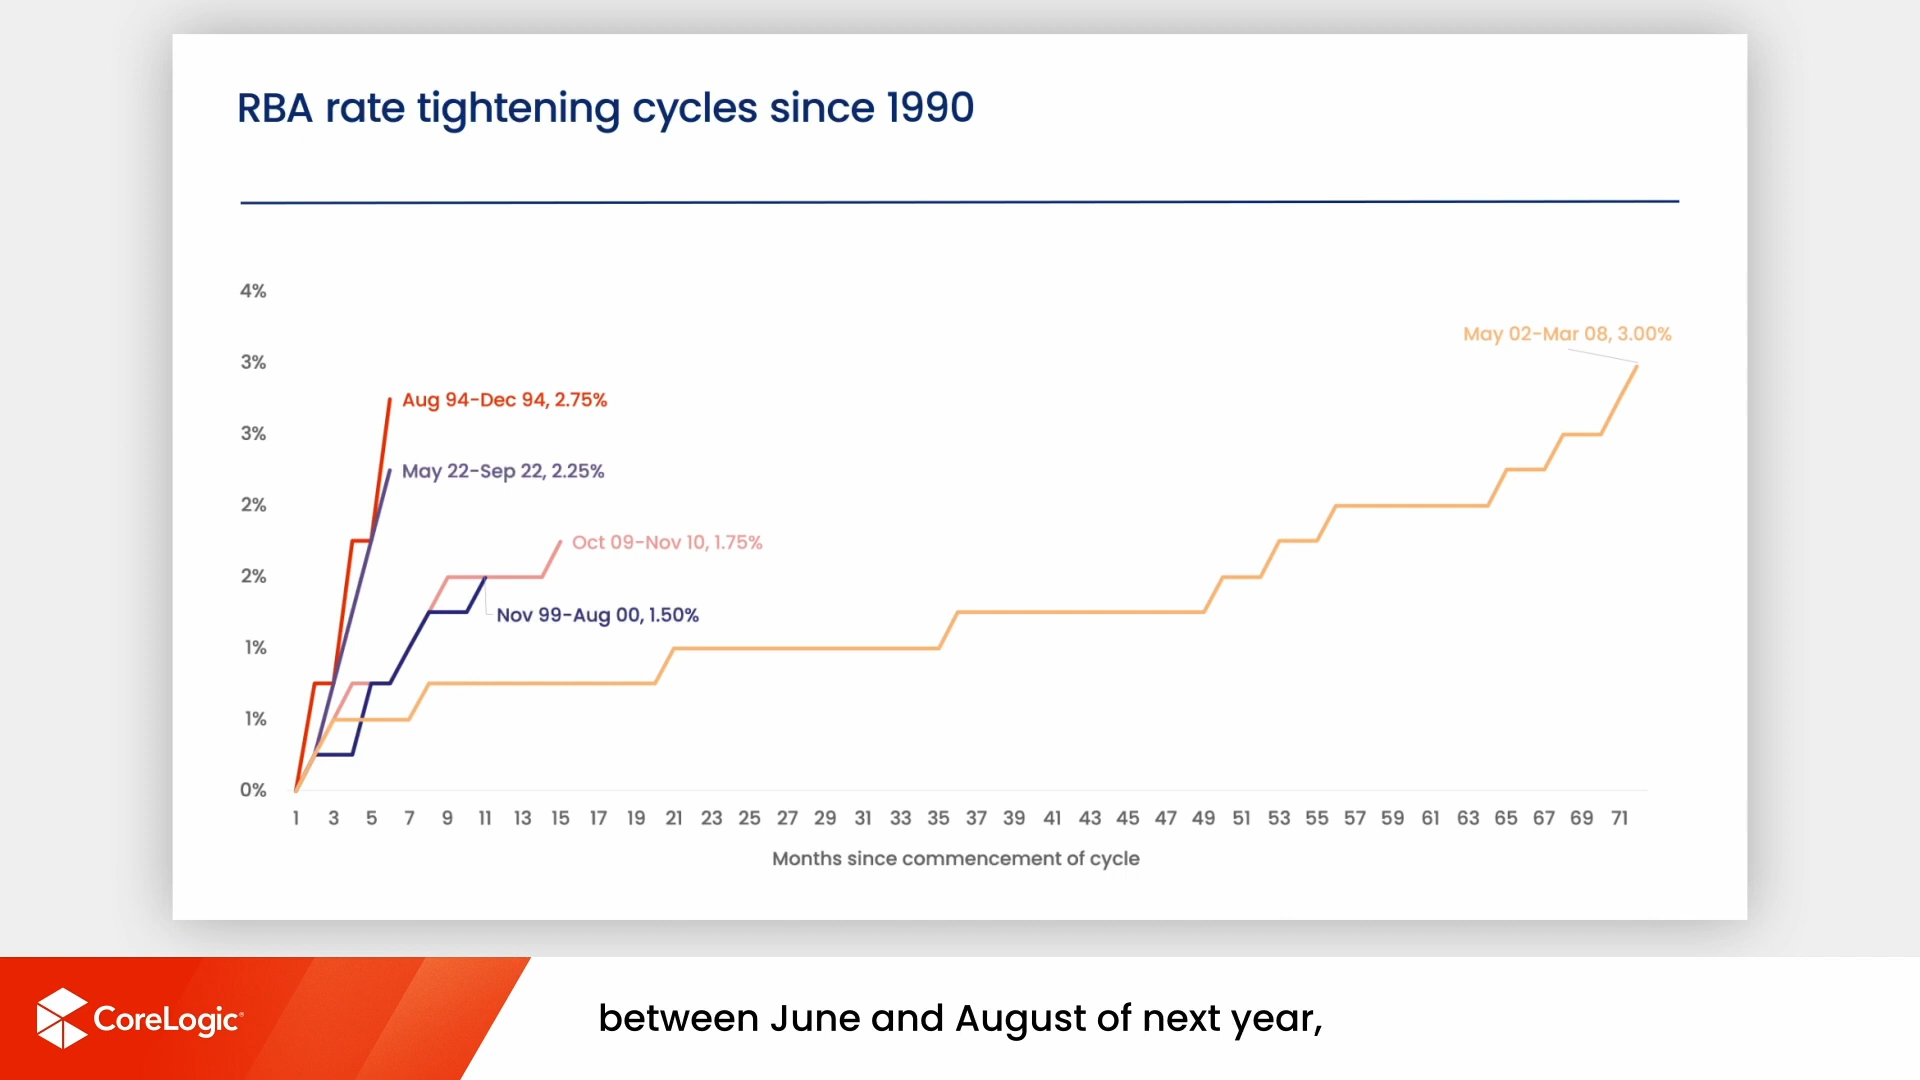 RBA rate tightening cycles since 1990
4%
May 02-Mar 08, 3.00%
3%
Aug 94-Dec 94, 2.75%
3%
May 22-Sep 22, 2.25%
2%
Oct 09-Nov 10, 1.75%
2%
Nov 99-Aug 00, 1.50%
1%
1%
0%
1 3 5 7 9 11 13 15 17 19 21 23 25 27 29 31 33 35 37 39 41 43 45 47 49 51 53 55 57 59 61 63 65 67 69 71
Months since commencement of cycle
CoreLogic
between June and August of next year,